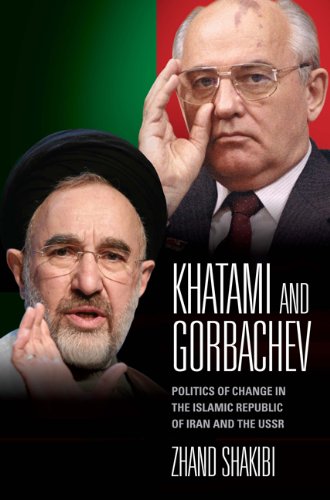 KHATAMI AND
GORBACHEV
POLITICS OF CHANGE IN
THE ISLAMIC REPUBLIC
OF IRAN AND THE USSR
ZHAND SHAKIBI